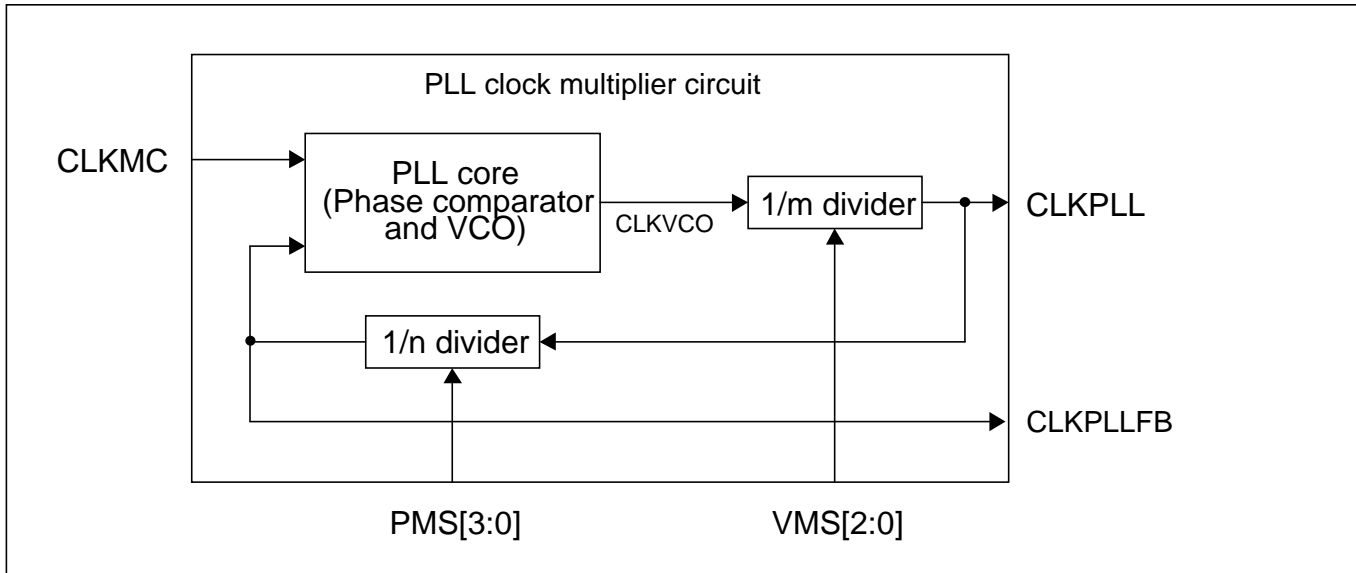 PLL clock multiplier circuit
CLKMC
PLL core
(Phase comparator
and VCO)
CLKVCO
1/m divider
CLKPLL
1/n divider
CLKPLLFB
PMS[3:0]
VMS[2:0]